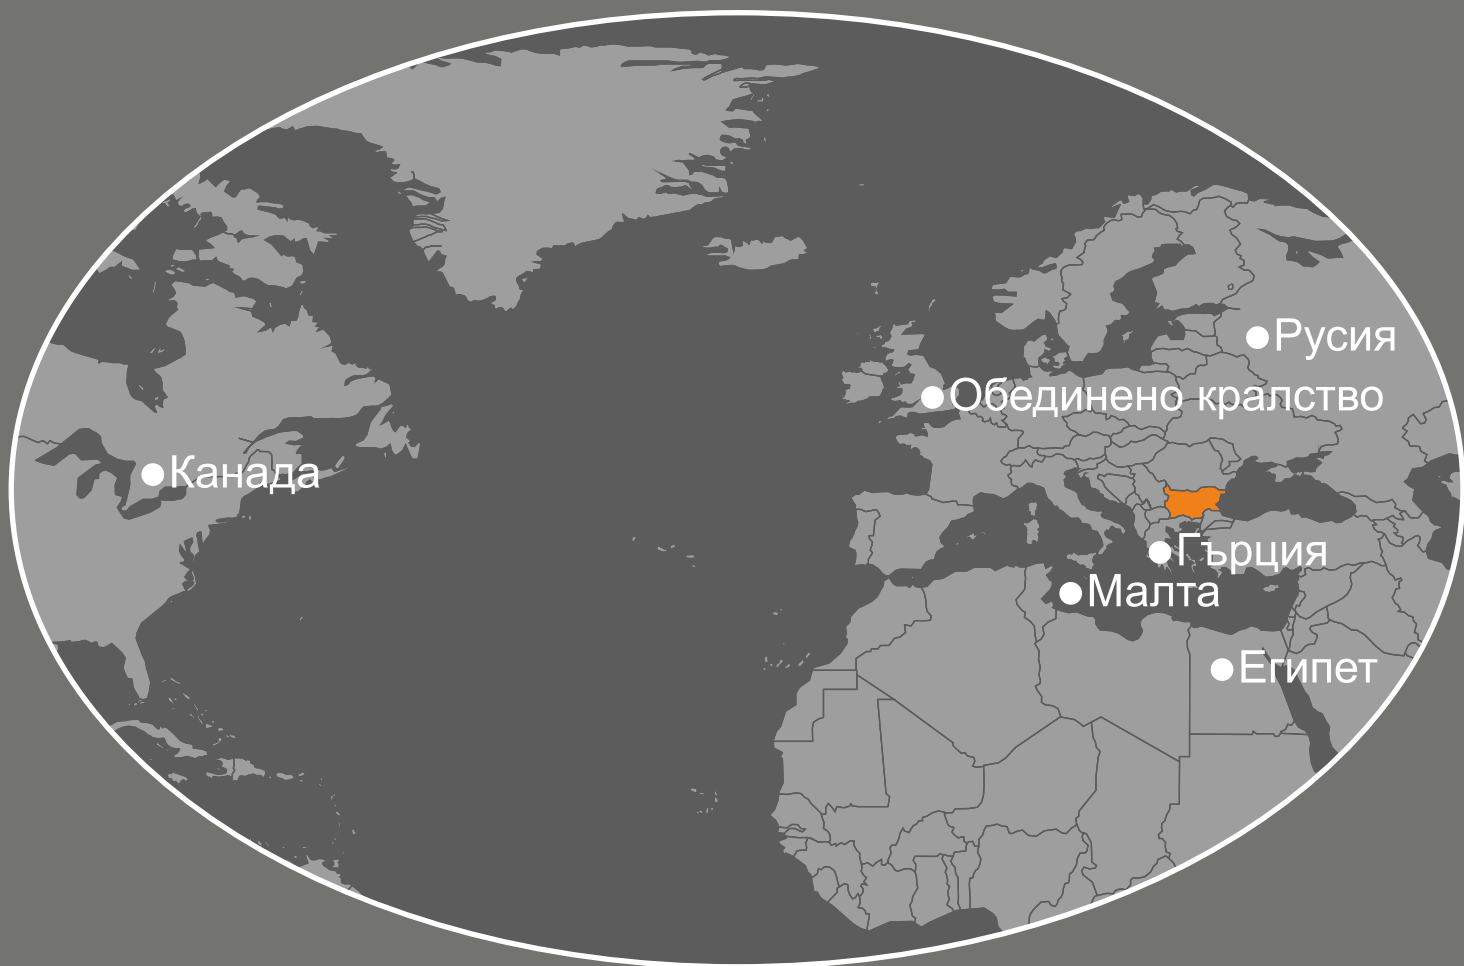 Русия
Обединено кралство
Канада
Гърция
Малта
Египет